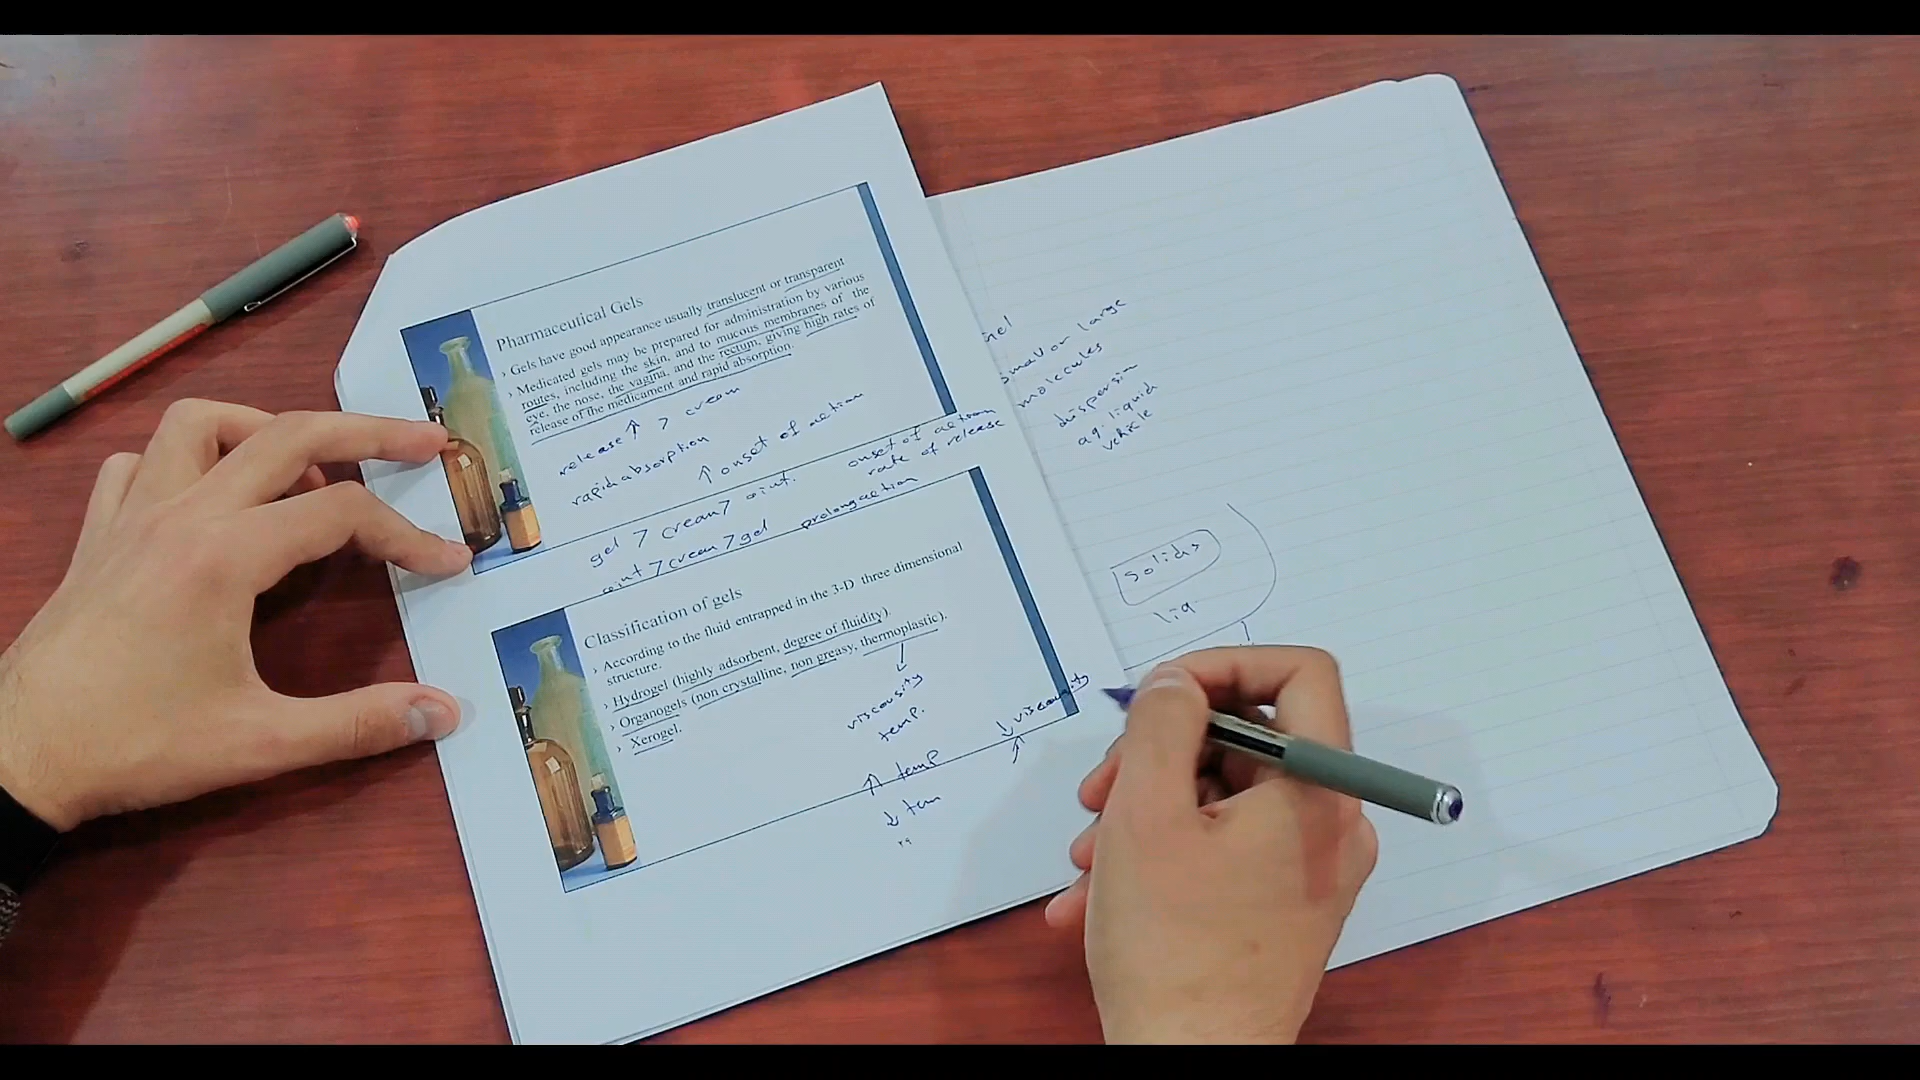 Pharmaceutical Gels
› Gels have good appearance usually translucent or transparent
› Medicated gels may be prepared for administration by various
routes, including the skin, and to mucous membranes of the
eye, the nose, the vagina, and the rectum, giving high rates of
release of the medicament and rapid absorption.
release ↑ > cream
rapid absorption
↑ onset of action
gel > cream > oint.
onset of action
rate of release
oint > cream > gel
prolong action
Classification of gels
› According to the fluid entrapped in the 3-D three dimensional
structure.
› Hydrogel (highly adsorbent, degree of fluidity).
› Organogels (non crystalline, non greasy, thermoplastic).
› Xerogel.
viscousity
temp.
↑ temp
↓ viscousity
↓ tem
↑
small or large
molecules
dispersion
aq. liquid
vehicle
solids
liq.